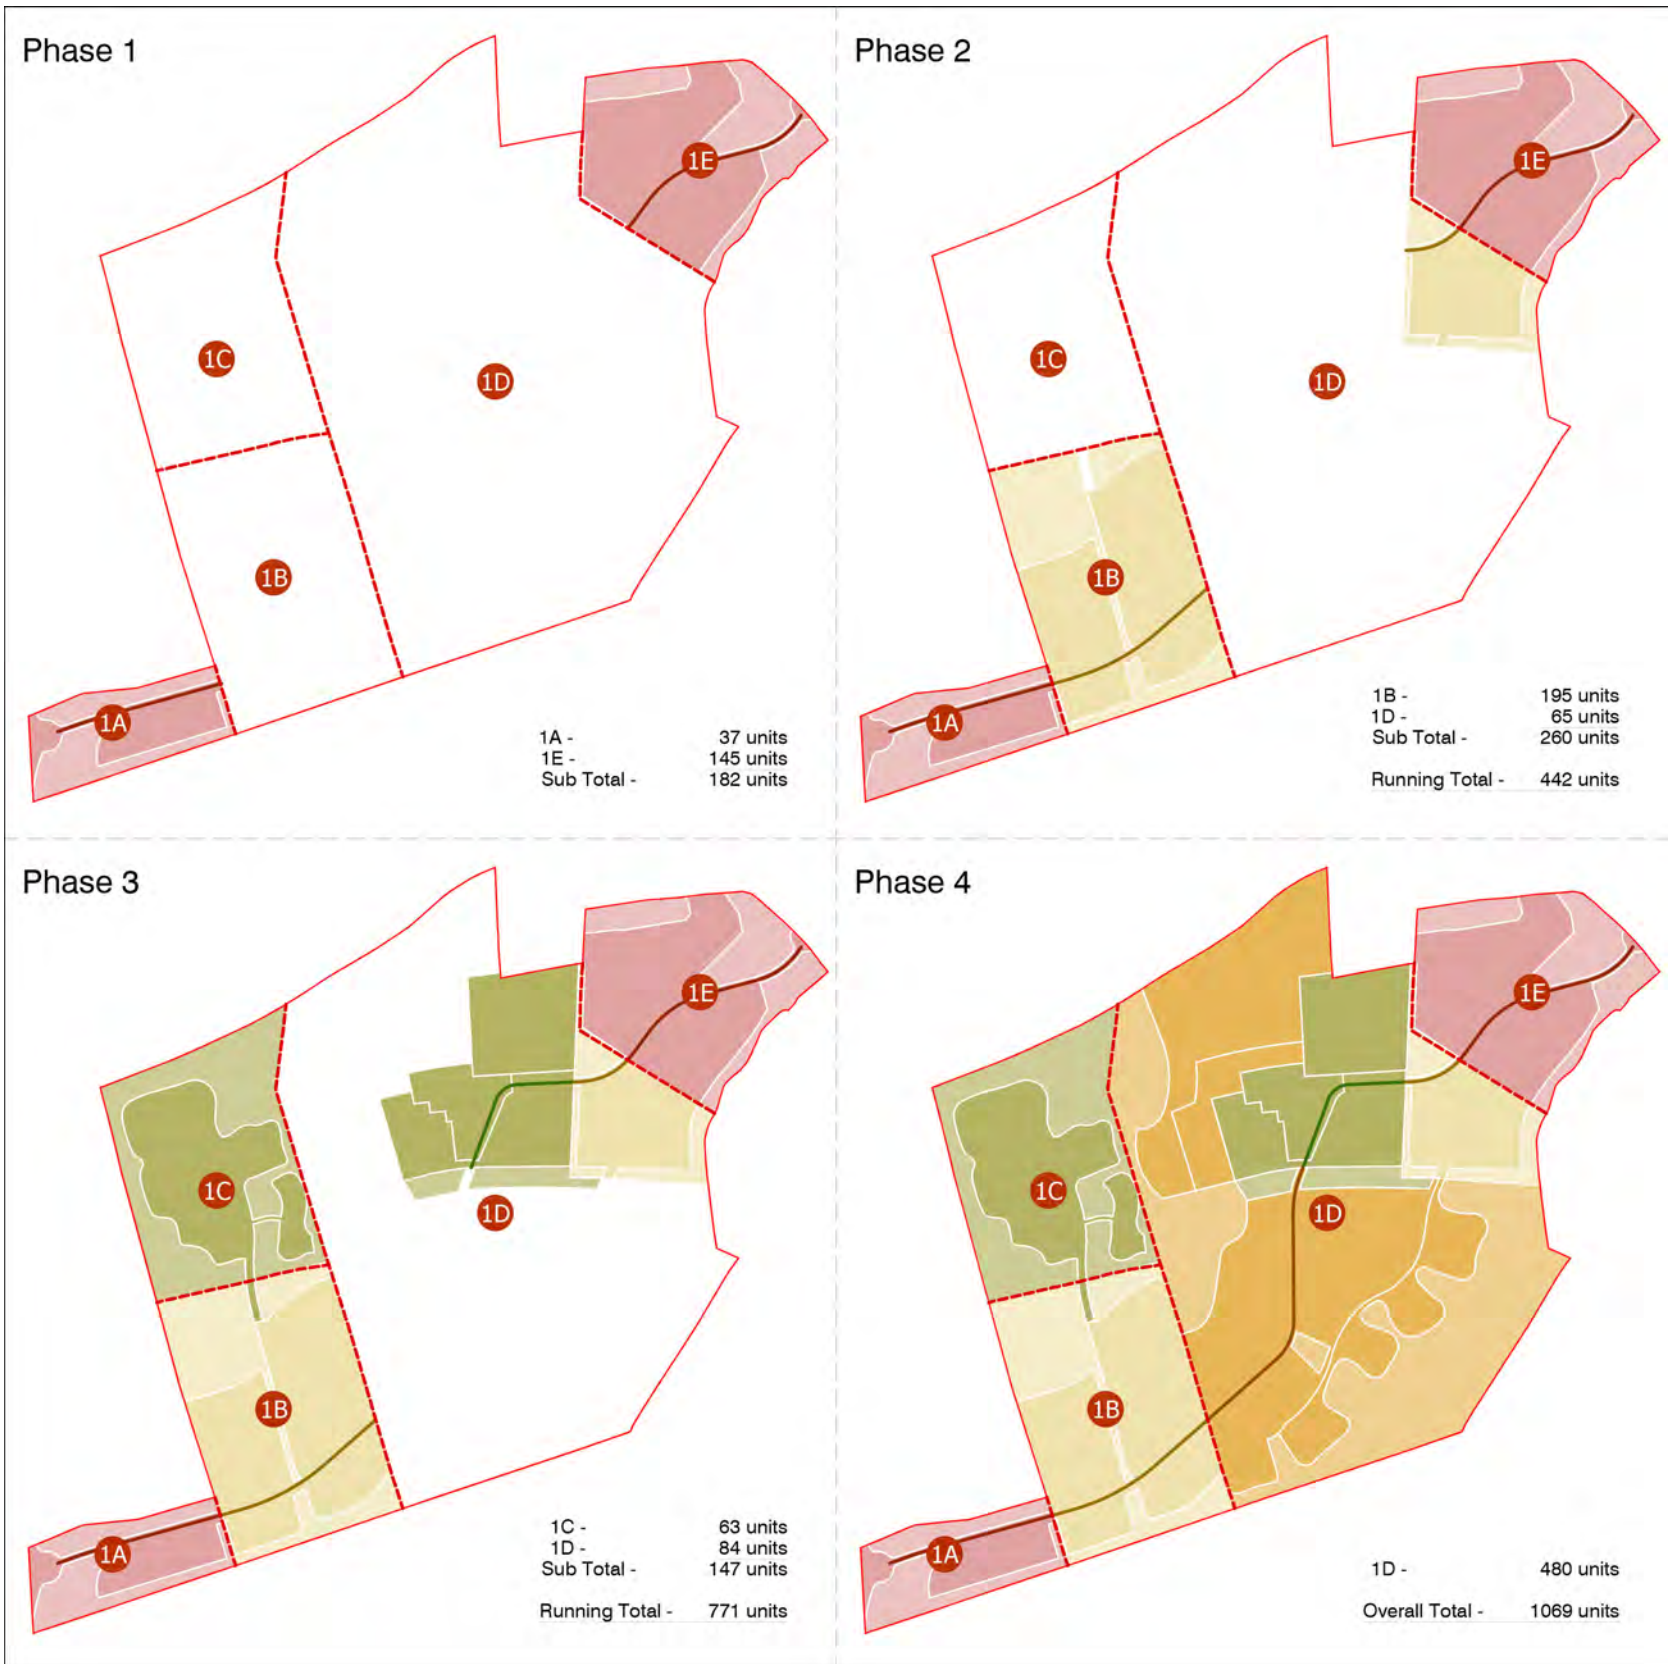 Phase 1
1E
1C
1D
1B
1A
1A - 37 units
1E - 145 units
Sub Total - 182 units
Phase 2
1E
1C
1D
1B
1A
1B - 195 units
1D - 65 units
Sub Total - 260 units
Running Total - 442 units
Phase 3
1E
1C
1D
1B
1A
1C - 63 units
1D - 84 units
Sub Total - 147 units
Running Total - 771 units
Phase 4
1E
1C
1D
1B
1A
1D - 480 units
Overall Total - 1069 units